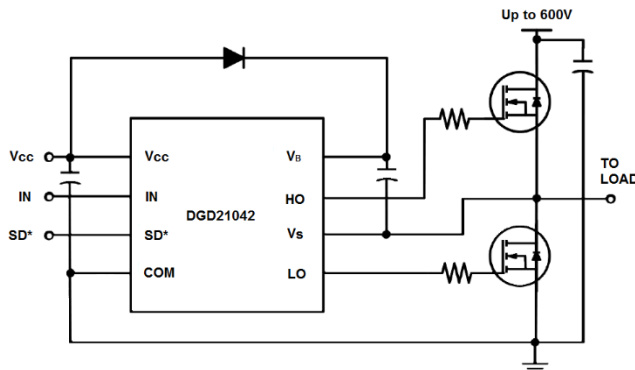 Up to 600V
Vcc
IN
SD*
Vcc
IN
SD*
COM
DGD21042
VB
HO
Vs
LO
TO
LOAD